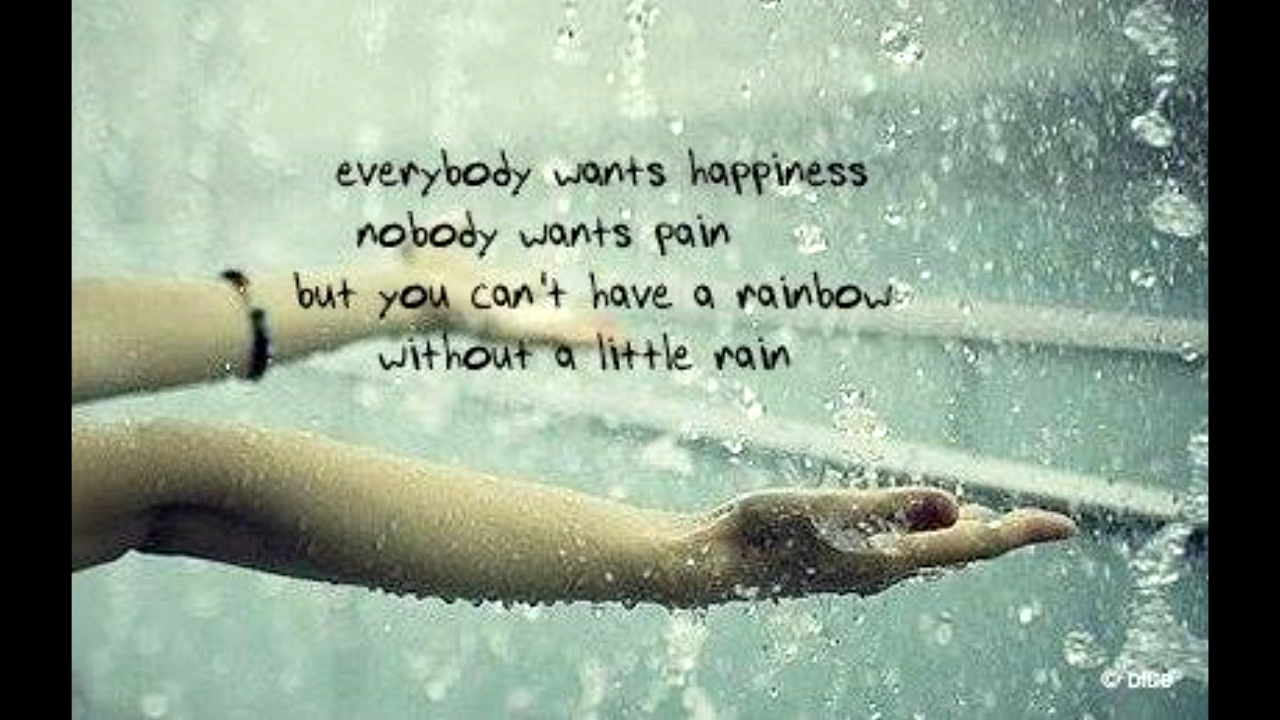 everybody wants happiness
nobody wants pain
but you can't have a rainbow
without a little rain